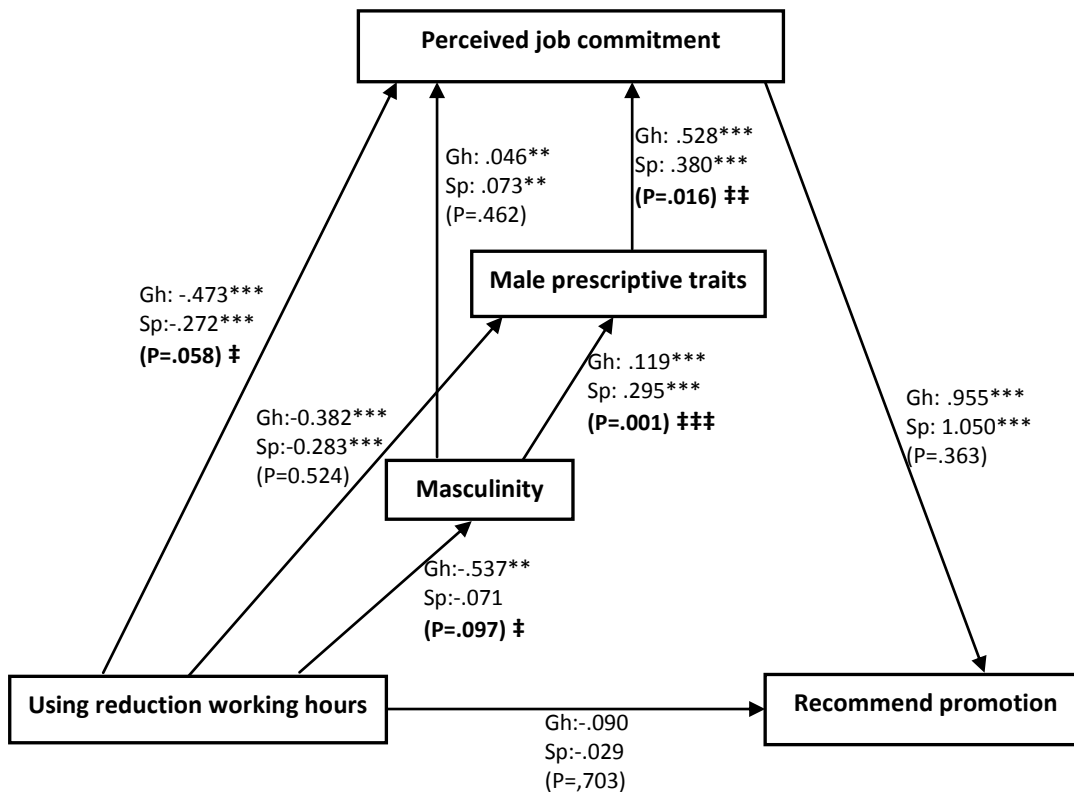 Perceived job commitment
Gh: .046**
Sp: .073**
(P=.462)
Gh: .528***
Sp: .380***
(P=.016) ‡‡
Male prescriptive traits
Gh: -.473***
Sp:-.272***
(P=.058) ‡
Gh: .119***
Sp: .295***
(P=.001) ‡‡‡
Gh:-0.382***
Sp:-0.283***
(P=0.524)
Gh: .955***
Sp: 1.050***
(P=.363)
Masculinity
Gh:-.537**
Sp:-.071
(P=.097) ‡
Using reduction working hours
Recommend promotion
Gh:-.090
Sp:-.029
(P=,703)